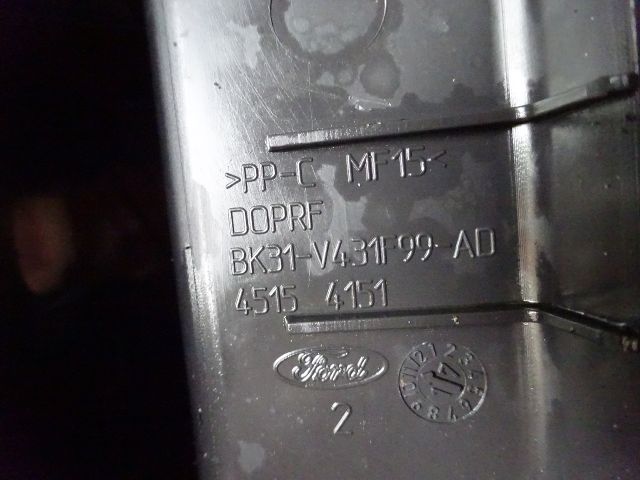 >PP-C MF15<
DOPRF
BK31-V431F99-AD
4515 4151
Ford
2